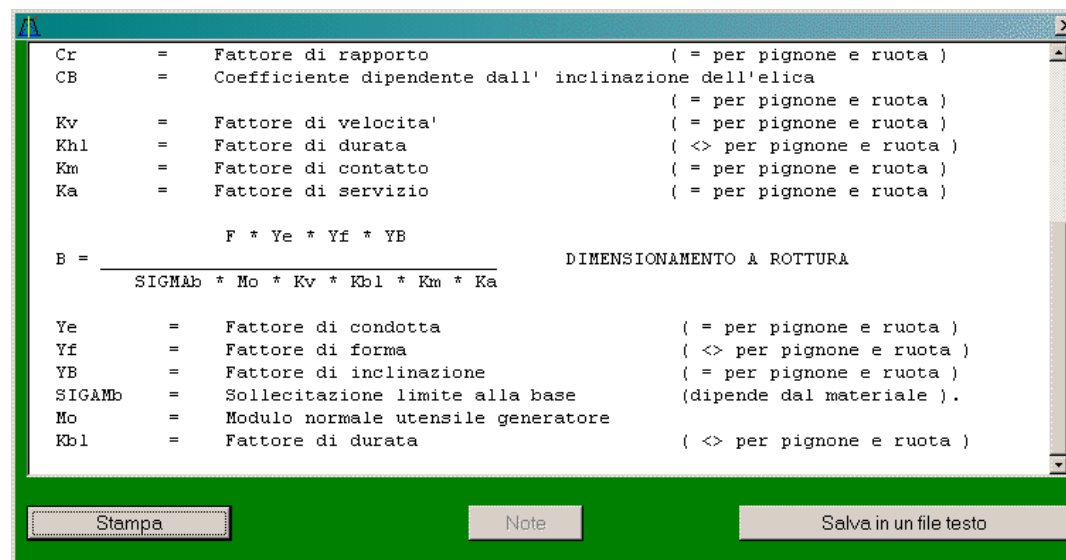 Cr = Fattore di rapporto ( = per pignone e ruota )
CB = Coefficiente dipendente dall' inclinazione dell'elica
( = per pignone e ruota )
Kv = Fattore di velocita' ( = per pignone e ruota )
Khl = Fattore di durata ( <> per pignone e ruota )
Km = Fattore di contatto ( = per pignone e ruota )
Ka = Fattore di servizio ( = per pignone e ruota )
F * Ye * Yf * YB
B = DIMENSIONAMENTO A ROTTURA
SIGMAb * Mo * Kv * Kbl * Km * Ka
Ye = Fattore di condotta ( = per pignone e ruota )
Yf = Fattore di forma ( <> per pignone e ruota )
YB = Fattore di inclinazione ( = per pignone e ruota )
SIGAMb = Sollecitazione limite alla base (dipende dal materiale ).
Mo = Modulo normale utensile generatore
Kbl = Fattore di durata ( <> per pignone e ruota )
Stampa Note Salva in un file testo